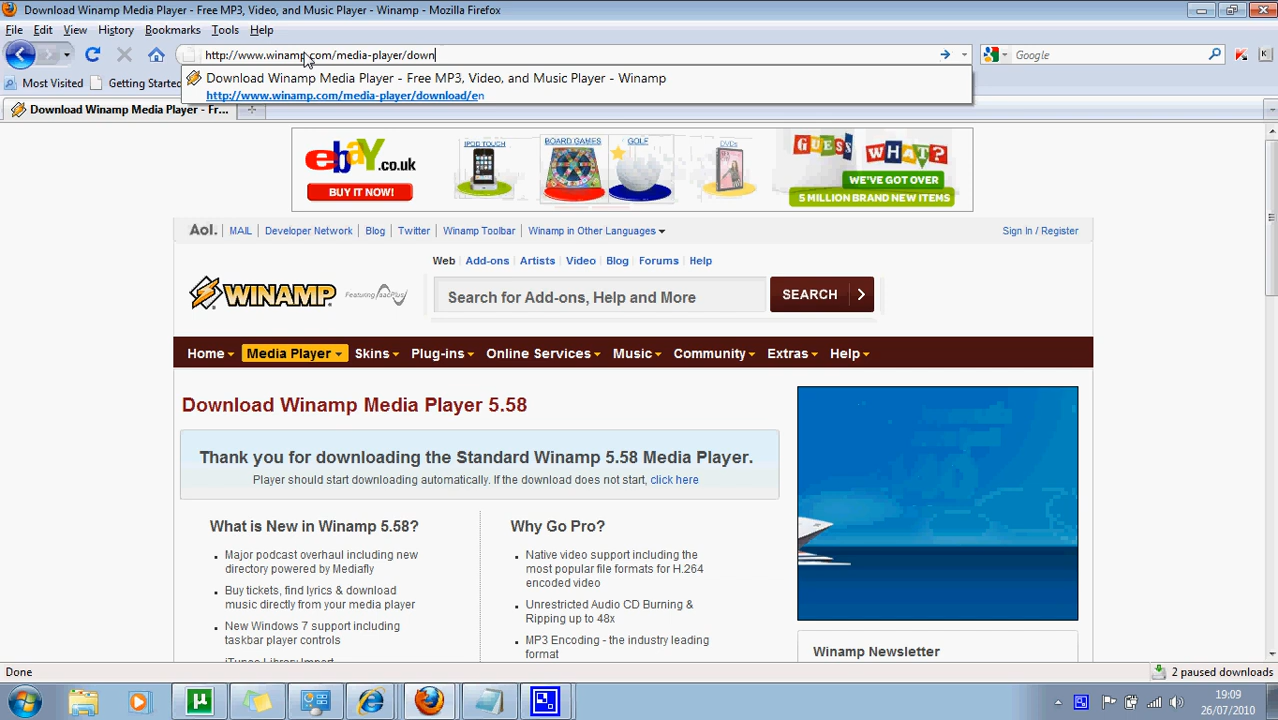 Download Winamp Media Player - Free MP3, Video, and Music Player - Winamp - Mozilla Firefox
File Edit View History Bookmarks Tools Help
http://www.winamp.com/media-player/down
Google
Most Visited Getting Started
Download Winamp Media Player - Free MP3, Video, and Music Player - Winamp
http://www.winamp.com/media-player/download/en
Download Winamp Media Player - Fr...
ebay.co.uk
BUY IT NOW!
IPOD TOUCH
BOARD GAMES
GOLF
DVDs
GUESS WHAT?
WE'VE GOT OVER
5 MILLION BRAND NEW ITEMS
Aol. MAIL Developer Network Blog Twitter Winamp Toolbar Winamp in Other Languages Sign In / Register
Web Add-ons Artists Video Blog Forums Help
WINAMP Featuring aacPlus
Search for Add-ons, Help and More
SEARCH
Home Media Player Skins Plug-ins Online Services Music Community Extras Help
Download Winamp Media Player 5.58
Thank you for downloading the Standard Winamp 5.58 Media Player.
Player should start downloading automatically. If the download does not start, click here
What is New in Winamp 5.58?
Major podcast overhaul including new
directory powered by Mediafly
Buy tickets, find lyrics & download
music directly from your media player
New Windows 7 support including
taskbar player controls
iTunes Library Import
Why Go Pro?
Native video support including the
most popular file formats for H.264
encoded video
Unrestricted Audio CD Burning &
Ripping up to 48x
MP3 Encoding - the industry leading
format
Winamp Newsletter
Done
2 paused downloads
19:09
26/07/2010